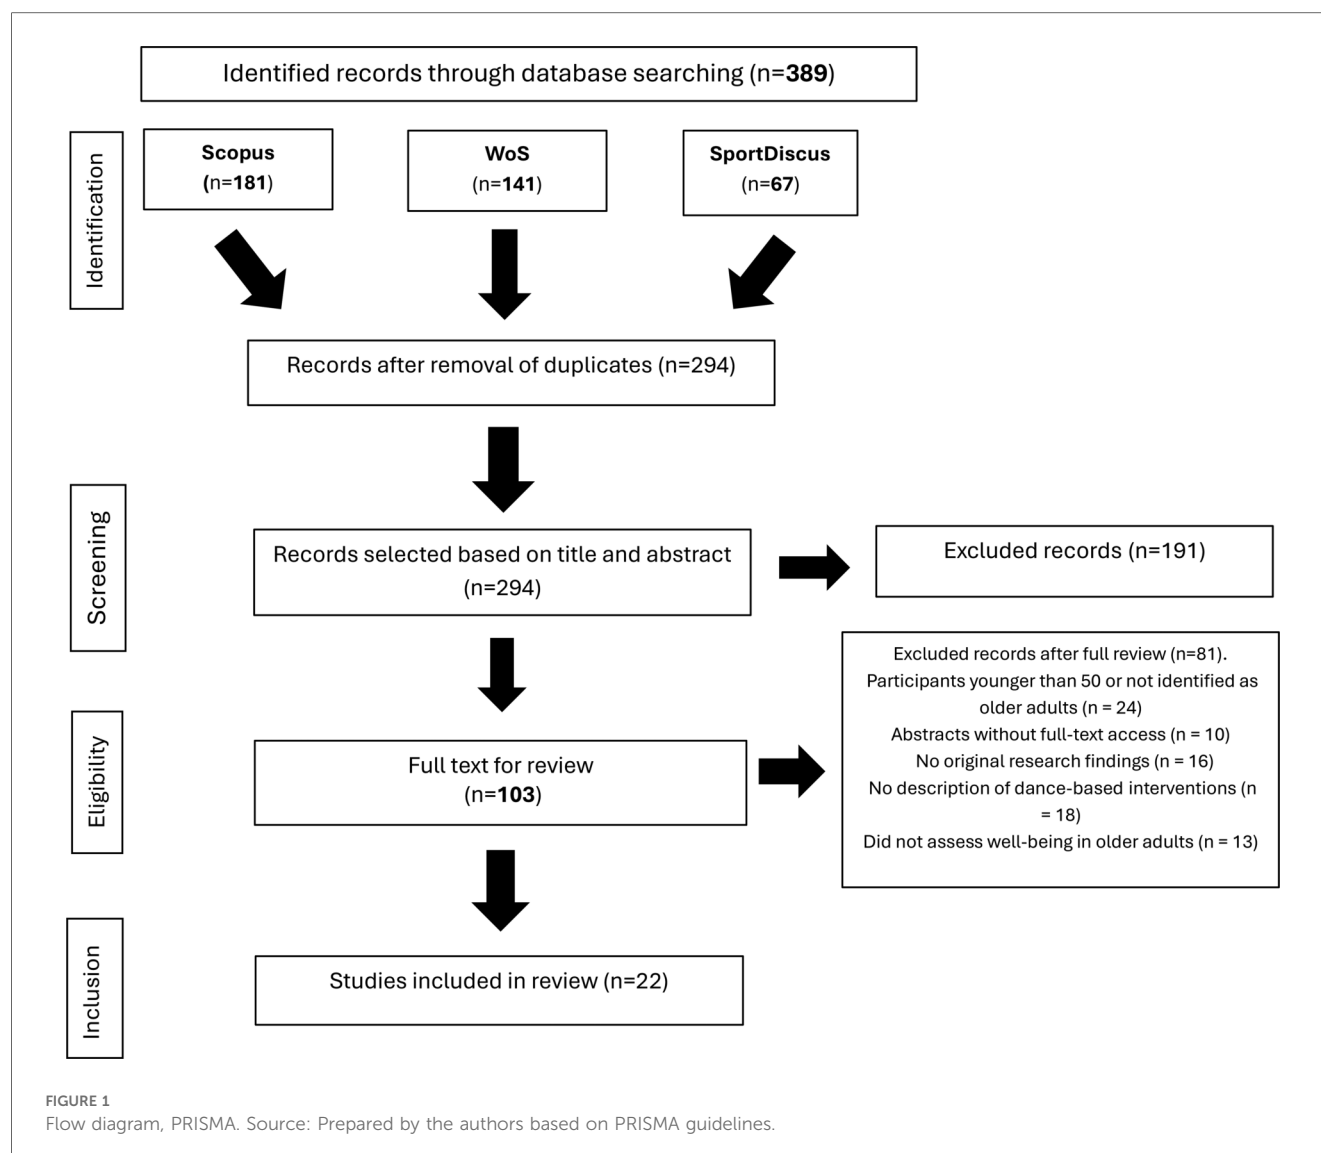 Identified records through database searching (n=389)
Identification
Scopus
(n=181)
WoS
(n=141)
SportDiscus
(n=67)
Records after removal of duplicates (n=294)
Screening
Records selected based on title and abstract
(n=294)
Excluded records (n=191)
Eligibility
Full text for review
(n=103)
Excluded records after full review (n=81).
Participants younger than 50 or not identified as
older adults (n = 24)
Abstracts without full-text access (n = 10)
No original research findings (n = 16)
No description of dance-based interventions (n
= 18)
Did not assess well-being in older adults (n = 13)
Inclusion
Studies included in review (n=22)
FIGURE 1
Flow diagram, PRISMA. Source: Prepared by the authors based on PRISMA guidelines.